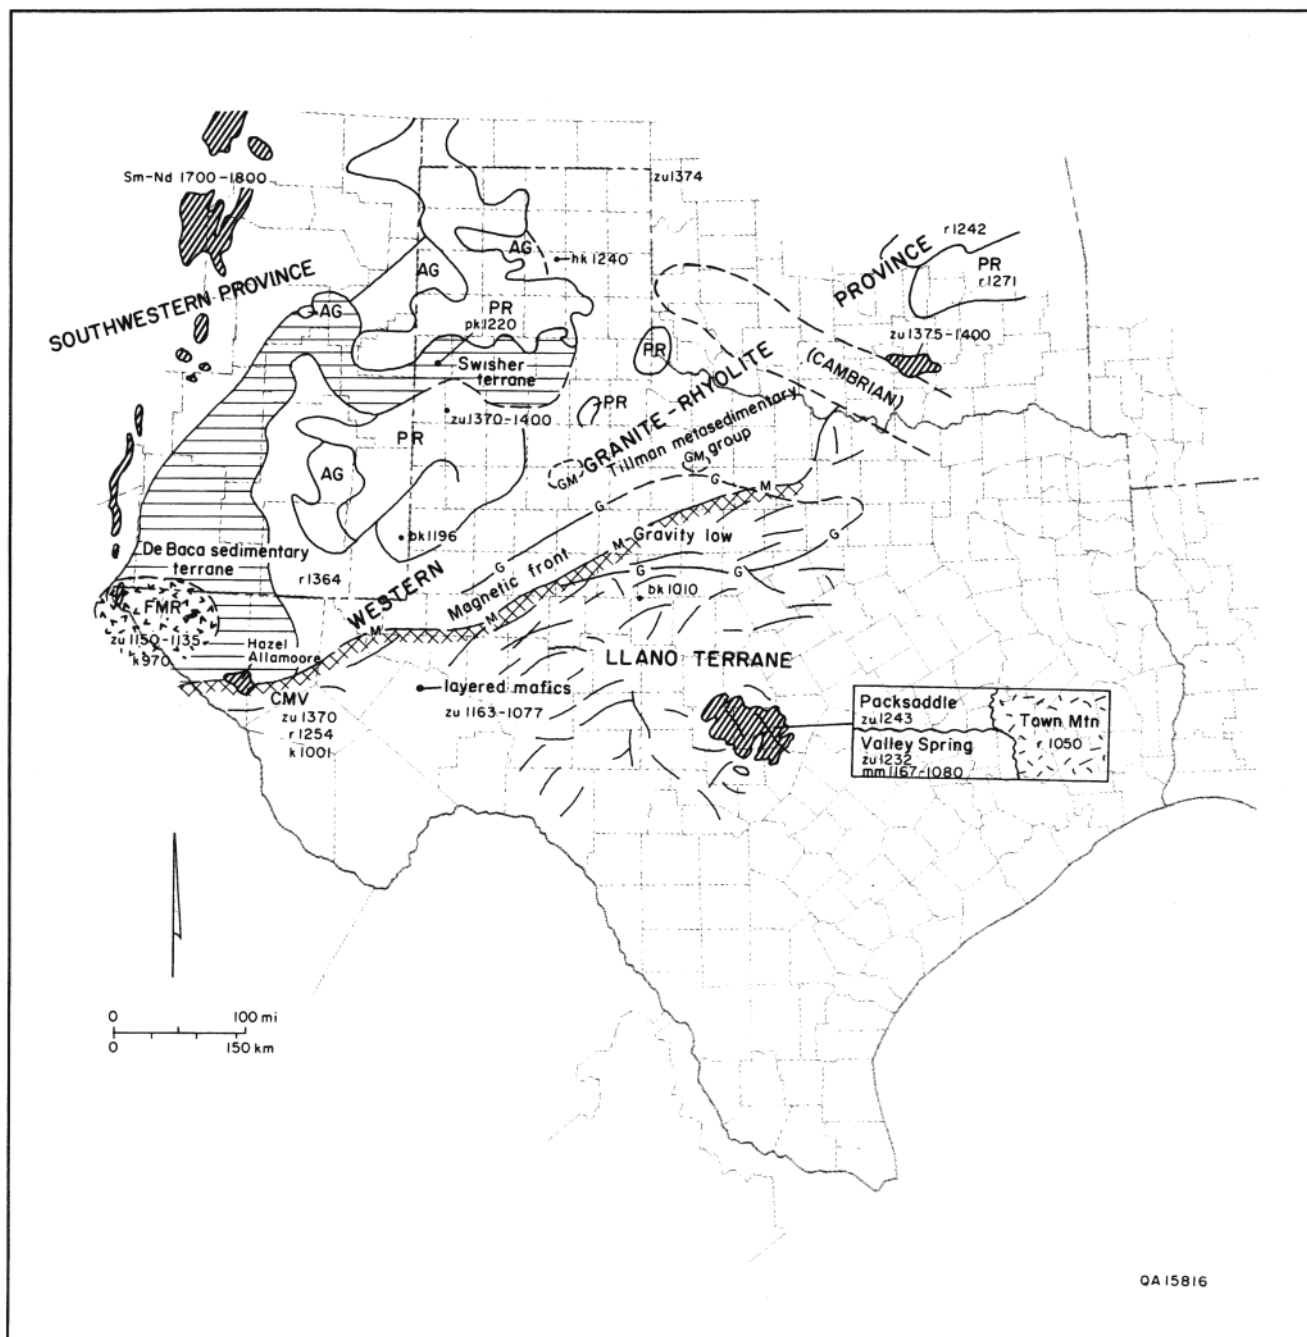 Sm-Nd 1700-1800
SOUTHWESTERN PROVINCE
AG
AG
AG
hk 1240
PR
pk1220
Swisher
terrane
zu1370-1400
PR
AG
bk1196
De Baca sedimentary
terrane
r1364
FMR
zu 1150-1135
k970
Hazel
Allamoore
CMV
zu 1370
r1254
k1001
zu1374
r1242
PR
r1271
zu1375-1400
(CAMBRIAN)
PR
PR
WESTERN
GRANITE-RHYOLITE
PROVINCE
Tillman metasedimentary
group
GM
GM
G
G
G
G
G
M
M
M
M
Magnetic front
Gravity low
bk1010
LLANO TERRANE
layered mafics
zu 1163-1077
Packsaddle
zu1243
Valley Spring
zu1232
mm1167-1080
Town Mtn
r 1050
0 100 mi
0 150 km
QA15816